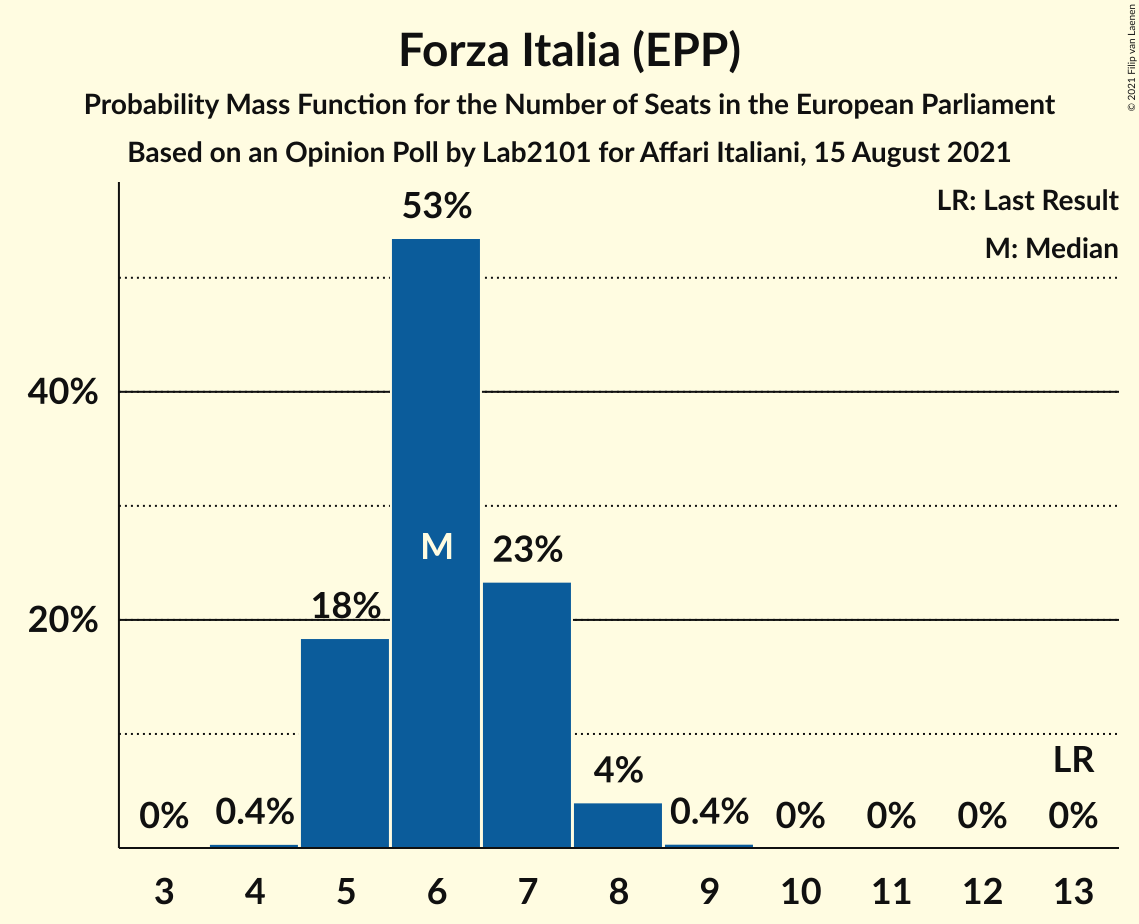 Forza Italia (EPP)
Probability Mass Function for the Number of Seats in the European Parliament
Based on an Opinion Poll by Lab2101 for Affari Italiani, 15 August 2021
© 2021 Filip van Laenen
LR: Last Result
M: Median
53%
40%
M
23%
18%
20%
LR
4%
0%
0.4%
0.4%
0%
0%
0%
0%
3 4 5 6 7 8 9 10 11 12 13